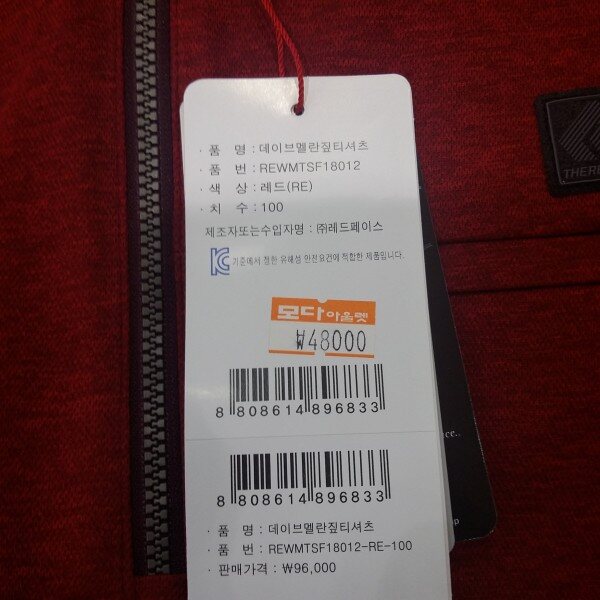 · 품 명 : 데이브멜란짚티셔츠
· 품 번 : REWMTSF18012
· 색 상 : 레드(RE)
· 치 수 : 100
제조자또는수입자명 : ㈜레드페이스
기준에서 정한 유해성 안전요건에 적합한 제품입니다.
모다아울렛
₩48000
8 808614 896833
8 808614 896833
· 품 명 : 데이브멜란짚티셔츠
· 품 번 : REWMTSF18012-RE-100
· 판매가격 : ₩96,000